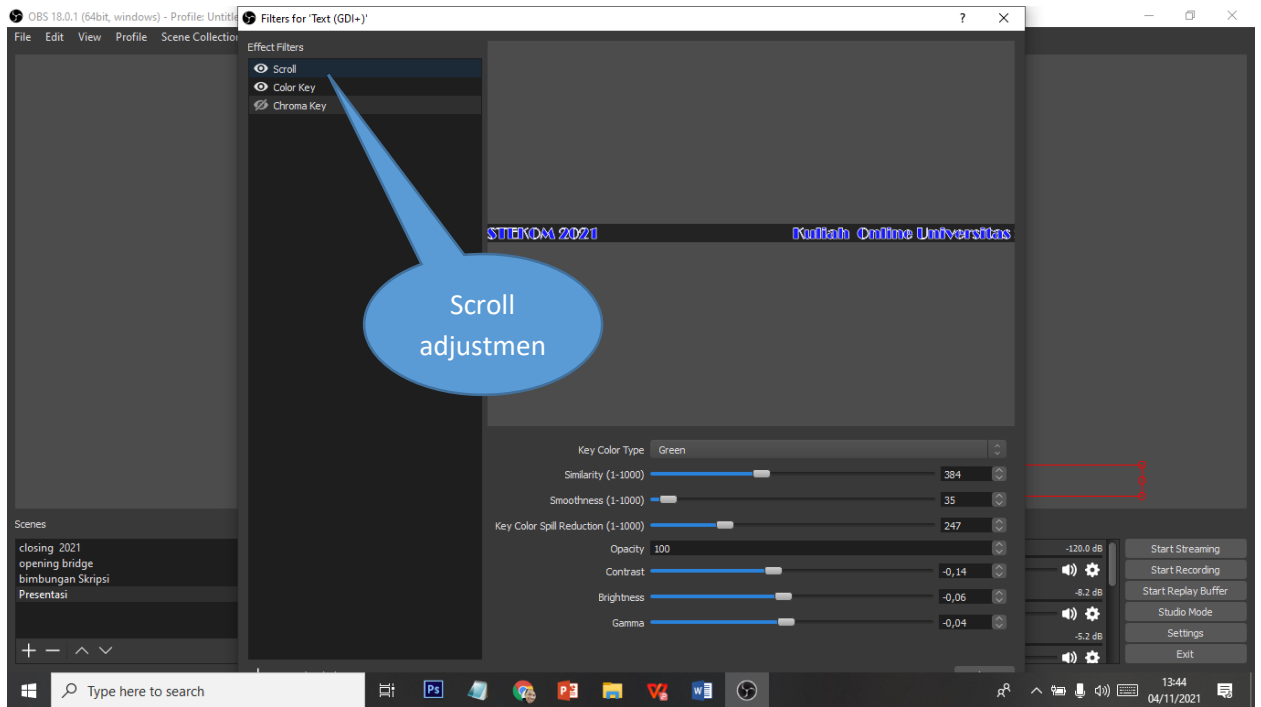 OBS 18.0.1 (64bit, windows) - Profile: Untitle
Filters for 'Text (GDI+)'
File Edit View Profile Scene Collection
Effect Filters
Scroll
Color Key
Chroma Key
STEKOM 2021 Kuliah Online Universitas
Scroll
adjustmen
Key Color Type Green
Similarity (1-1000) 384
Smoothness (1-1000) 35
Key Color Spill Reduction (1-1000) 247
Opacity 100
Contrast -0,14
Brightness -0,06
Gamma -0,04
Scenes
closing 2021
opening bridge
bimbungan Skripsi
Presentasi
-120.0 dB
-8.2 dB
-5.2 dB
Start Streaming
Start Recording
Start Replay Buffer
Studio Mode
Settings
Exit
Type here to search
Ps
13:44
04/11/2021